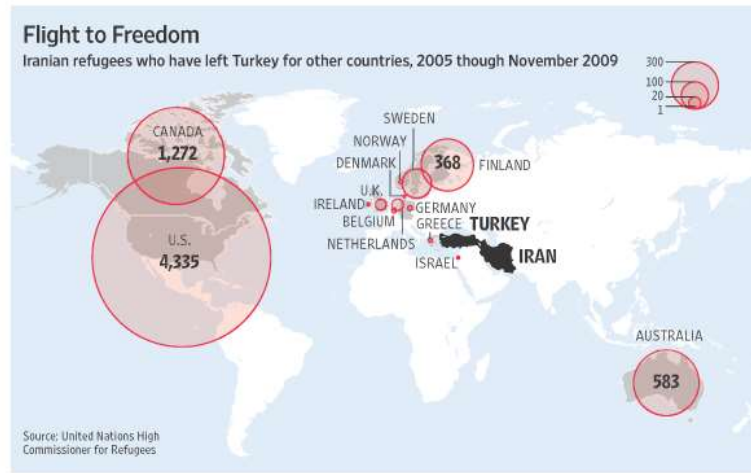 Flight to Freedom
Iranian refugees who have left Turkey for other countries, 2005 though November 2009
300
100
20
1
CANADA
1,272
U.S.
4,335
SWEDEN
NORWAY
DENMARK
368
FINLAND
U.K.
IRELAND
GERMANY
BELGIUM
GREECE
TURKEY
NETHERLANDS
IRAN
ISRAEL
AUSTRALIA
583
Source: United Nations High
Commissioner for Refugees